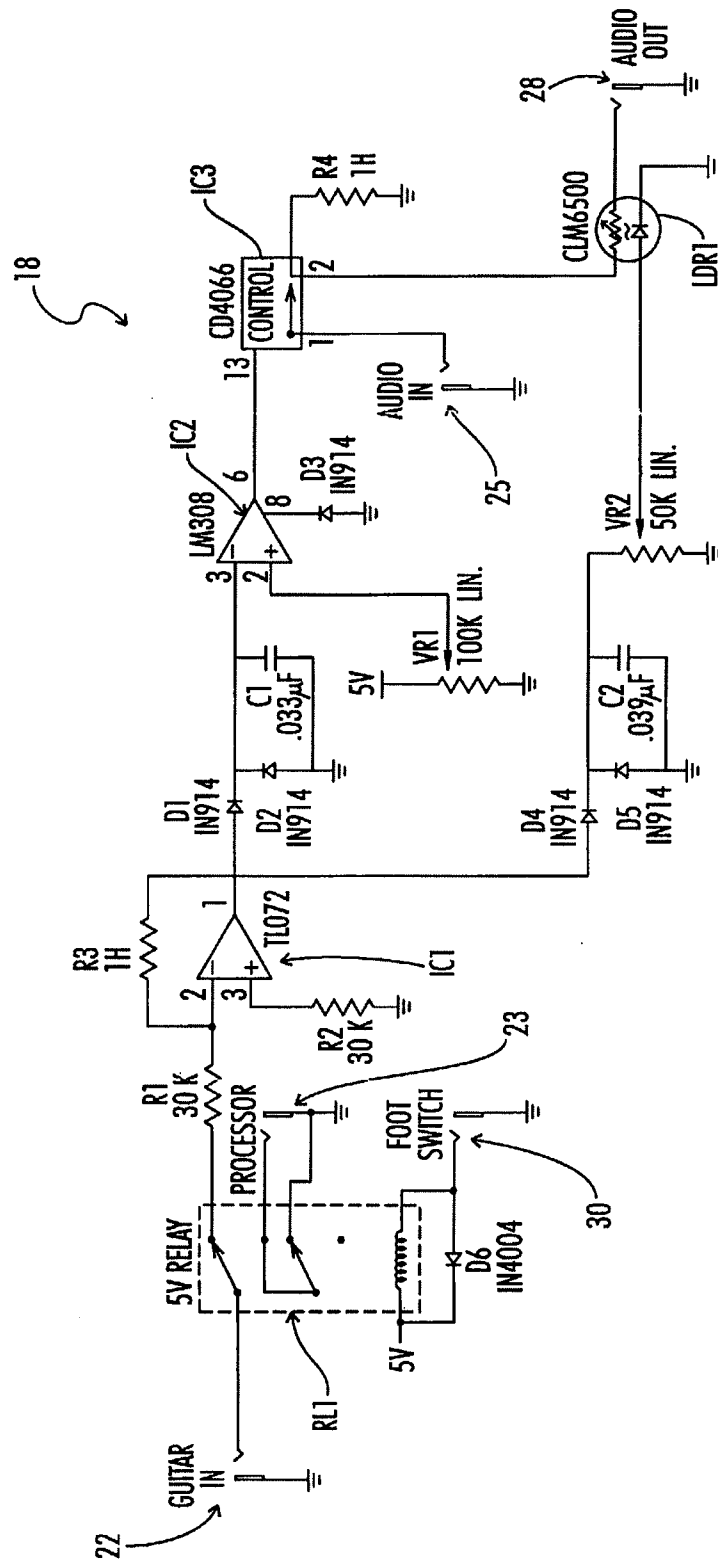 18
22
GUITAR
IN
5V RELAY
RL1
5V
D6
IN4004
30
FOOT
SWITCH
PROCESSOR
23
R1
30 K
R2
30 K
R3
1H
2
3
1
TL072
IC1
D1
IN914
D2
IN914
C1
.033µF
3
2
6
8
LM308
IC2
D3
IN914
5V
VR1
100K LIN.
13
CD4066
CONTROL
1
2
IC3
R4
1H
AUDIO
IN
25
D4
IN914
D5
IN914
C2
.039µF
VR2
50K LIN.
CLM6500
LDR1
28
AUDIO
OUT